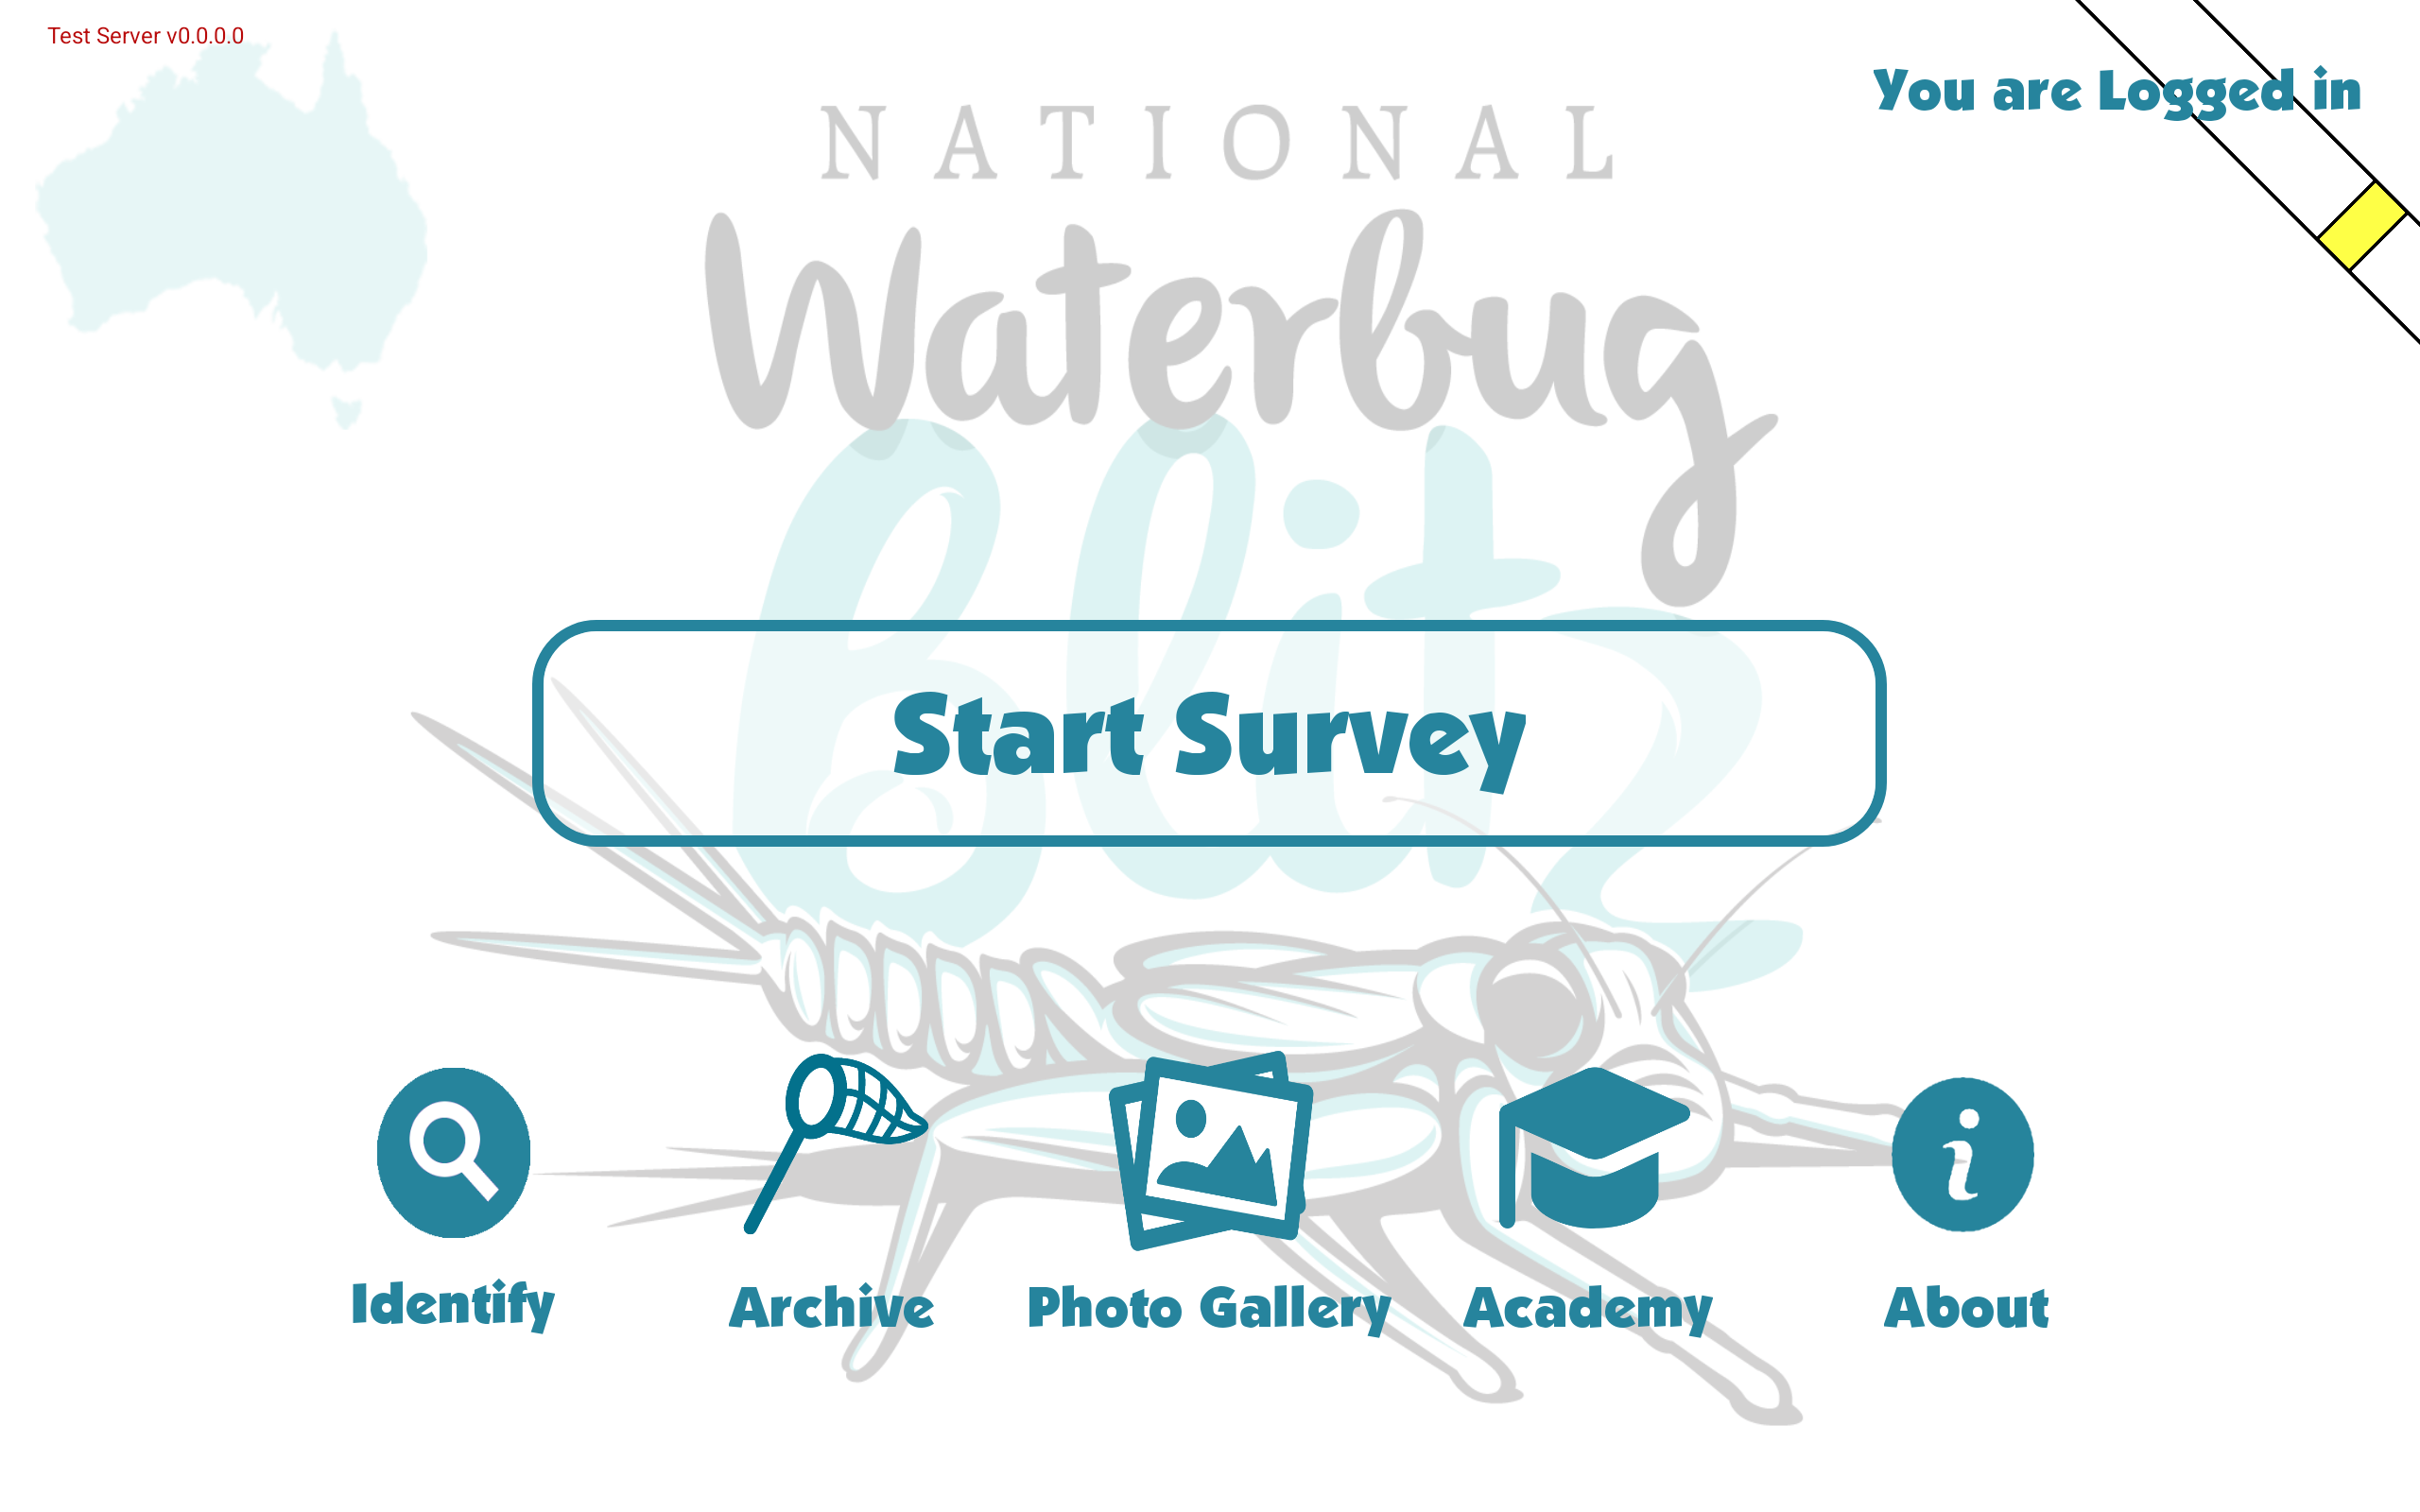 Test Server v0.0.0.0
You are Logged in
NATIONAL
Waterbug
Blitz
Start Survey
Identify
Archive
Photo Gallery
Academy
About